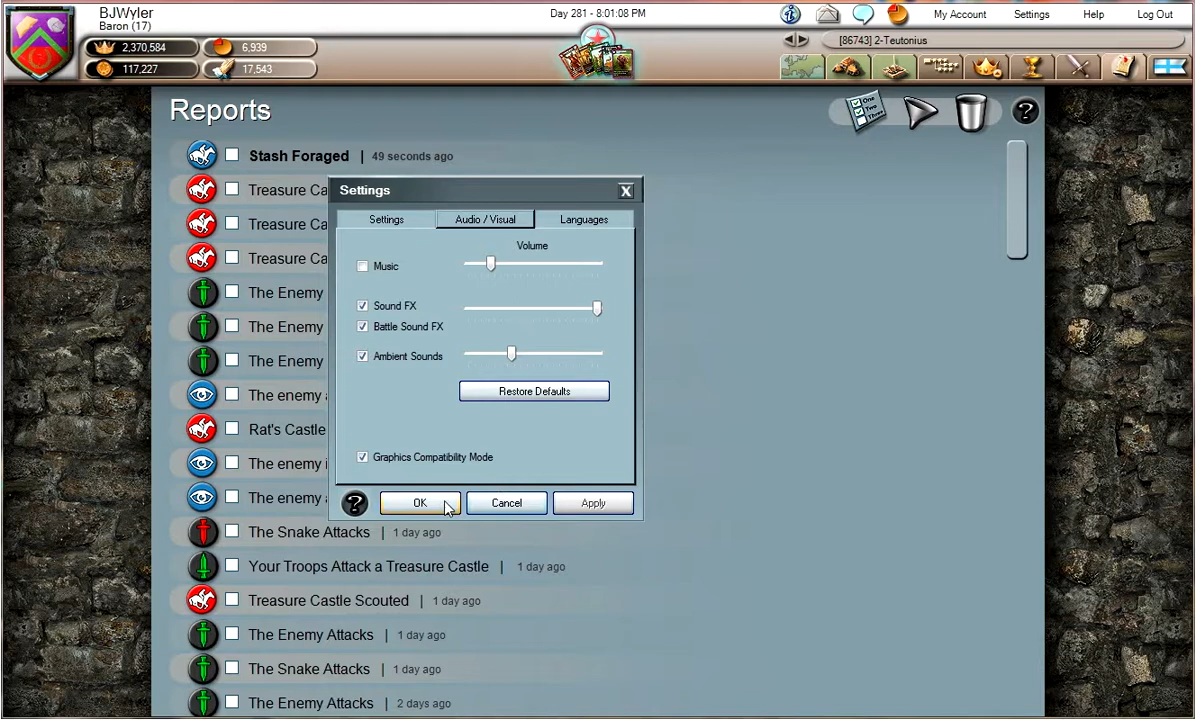 BJWyler
Baron (17)
2,370,584
6,939
117,227
17,543
Day 281 - 8:01:08 PM
My Account
Settings
Help
Log Out
[86743] 2-Teutonius
Reports
One
Two
Three
?
Stash Foraged | 49 seconds ago
Treasure Ca
Treasure Ca
Treasure Ca
The Enemy
The Enemy
The Enemy
The enemy
Rat's Castle
The enemy i
The enemy
The Snake Attacks | 1 day ago
Your Troops Attack a Treasure Castle | 1 day ago
Treasure Castle Scouted | 1 day ago
The Enemy Attacks | 1 day ago
The Snake Attacks | 1 day ago
The Enemy Attacks | 2 days ago
Settings
X
Settings
Audio / Visual
Languages
Volume
Music
Sound FX
Battle Sound FX
Ambient Sounds
Restore Defaults
Graphics Compatibility Mode
?
OK
Cancel
Apply